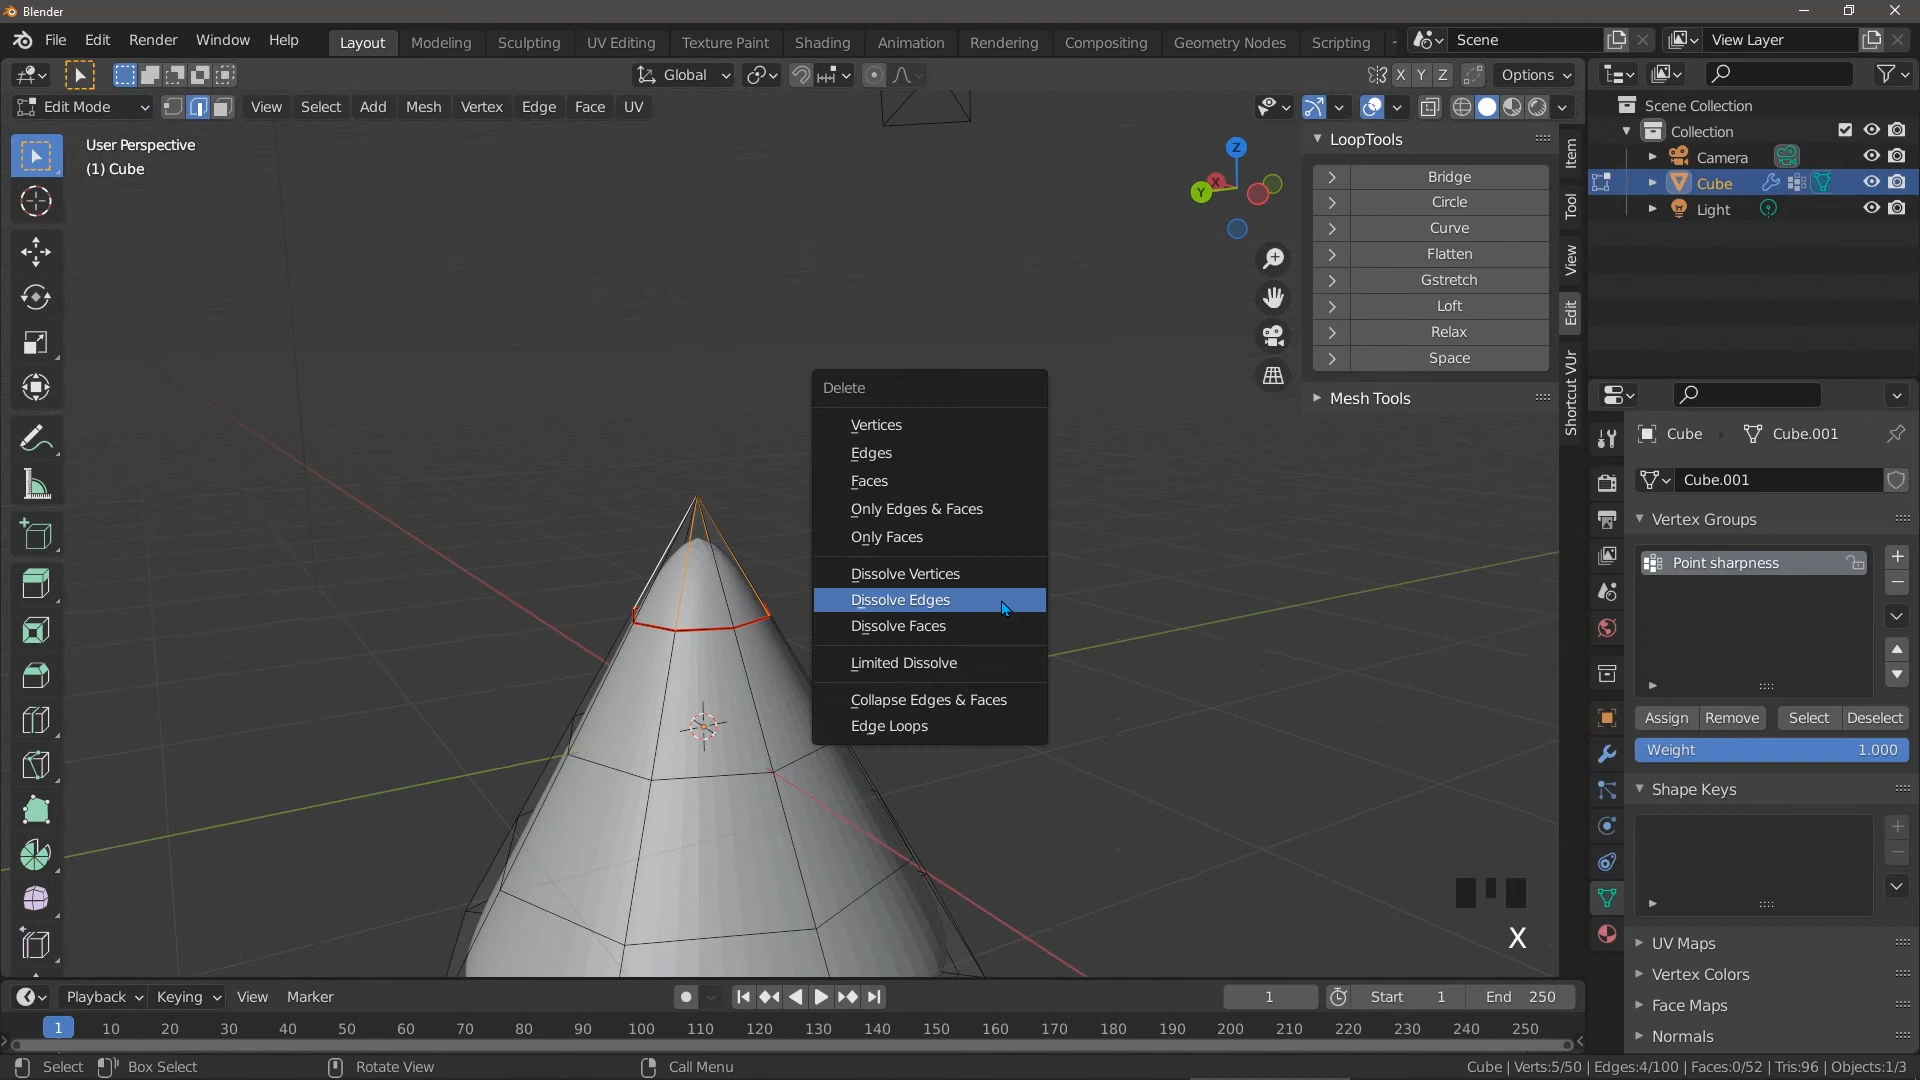 Blender
File Edit Render Window Help Layout Modeling Sculpting UV Editing Texture Paint Shading Animation Rendering Compositing Geometry Nodes Scripting Scene View Layer
Global X Y Z Options
Edit Mode View Select Add Mesh Vertex Edge Face UV
User Perspective
(1) Cube
Z
X
Y
LoopTools
Bridge
Circle
Curve
Flatten
Gstretch
Loft
Relax
Space
Mesh Tools
Item
Tool
View
Edit
Shortcut VUr
Scene Collection
Collection
Camera
Cube
Light
Delete
Vertices
Edges
Faces
Only Edges & Faces
Only Faces
Dissolve Vertices
Dissolve Edges
Dissolve Faces
Limited Dissolve
Collapse Edges & Faces
Edge Loops
X
Cube Cube.001
Cube.001
Vertex Groups
Point sharpness
Assign Remove Select Deselect
Weight 1.000
Shape Keys
UV Maps
Vertex Colors
Face Maps
Normals
Playback Keying View Marker 1 Start 1 End 250
1 10 20 30 40 50 60 70 80 90 100 110 120 130 140 150 160 170 180 190 200 210 220 230 240 250
Select Box Select Rotate View Call Menu Cube | Verts:5/50 | Edges:4/100 | Faces:0/52 | Tris:96 | Objects:1/3